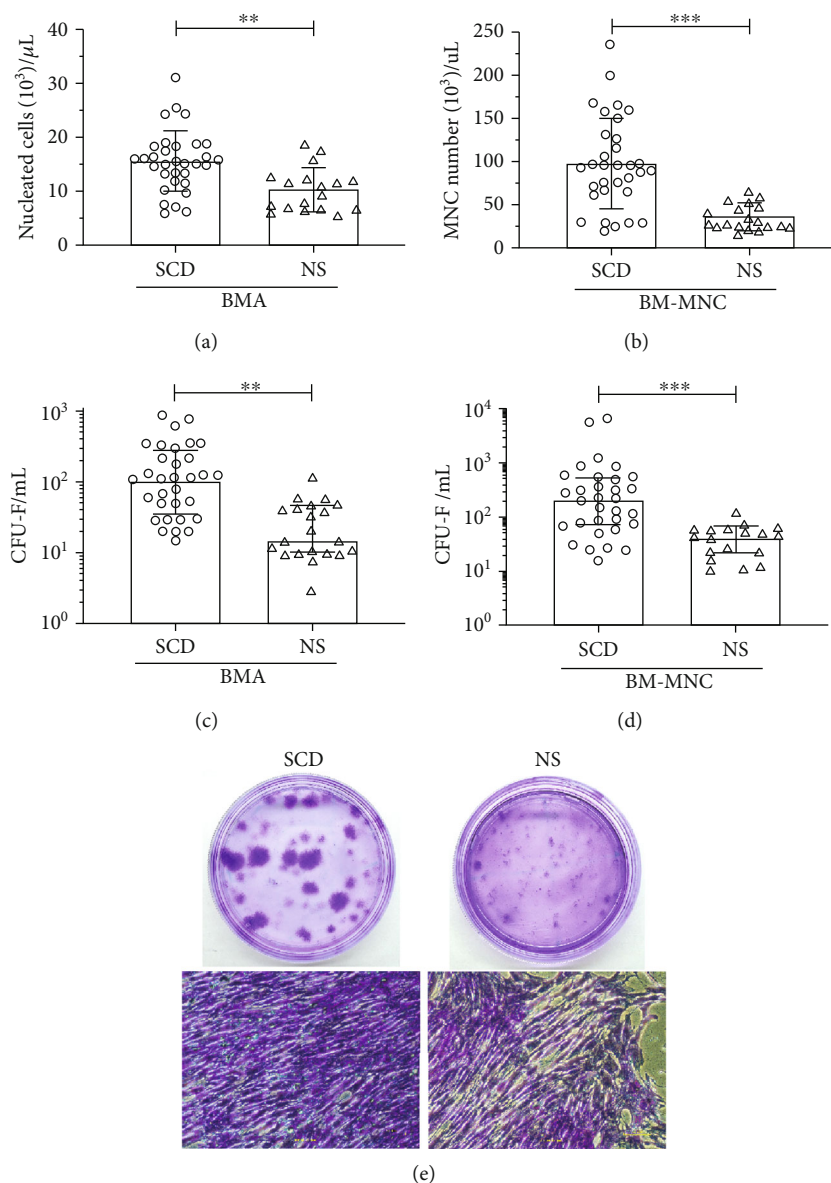 **
40
30
20
10
0
Nucleated cells (10³)/μL
SCD
NS
BMA
(a)
***
250
200
150
100
50
0
MNC number (10³)/uL
SCD
NS
BM-MNC
(b)
**
10³
10²
10¹
10⁰
CFU-F/mL
SCD
NS
BMA
(c)
***
10⁴
10³
10²
10¹
10⁰
CFU-F /mL
SCD
NS
BM-MNC
(d)
SCD
NS
(e)